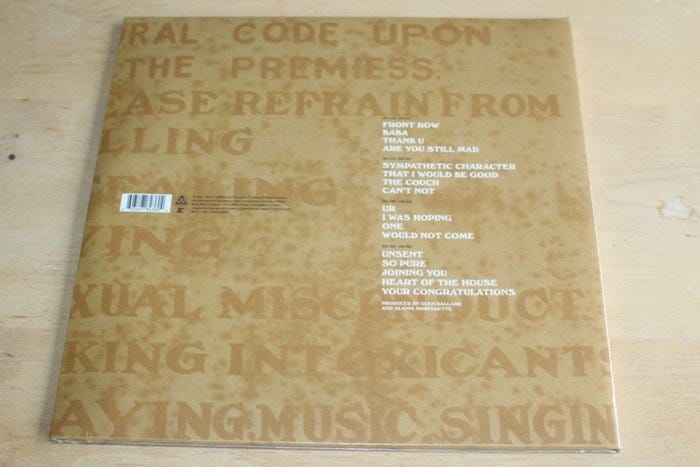 RAL CODE UPON
THE PREMIESS.
EASE REFRAIN FROM
LLING
FRONT ROW
BABA
THANK U
ARE YOU STILL MAD
SYMPATHETIC CHARACTER
THAT I WOULD BE GOOD
THE COUCH
CAN'T NOT
UR
I WAS HOPING
ONE
WOULD NOT COME
YING
UNSENT
SO PURE
JOINING YOU
HEART OF THE HOUSE
YOUR CONGRATULATIONS
PRODUCED BY GLEN BALLARD
AND ALANIS MORISSETTE
XUAL MIS DUCT
KING INTOXICANTS
AYING MUSIC, SINGIN